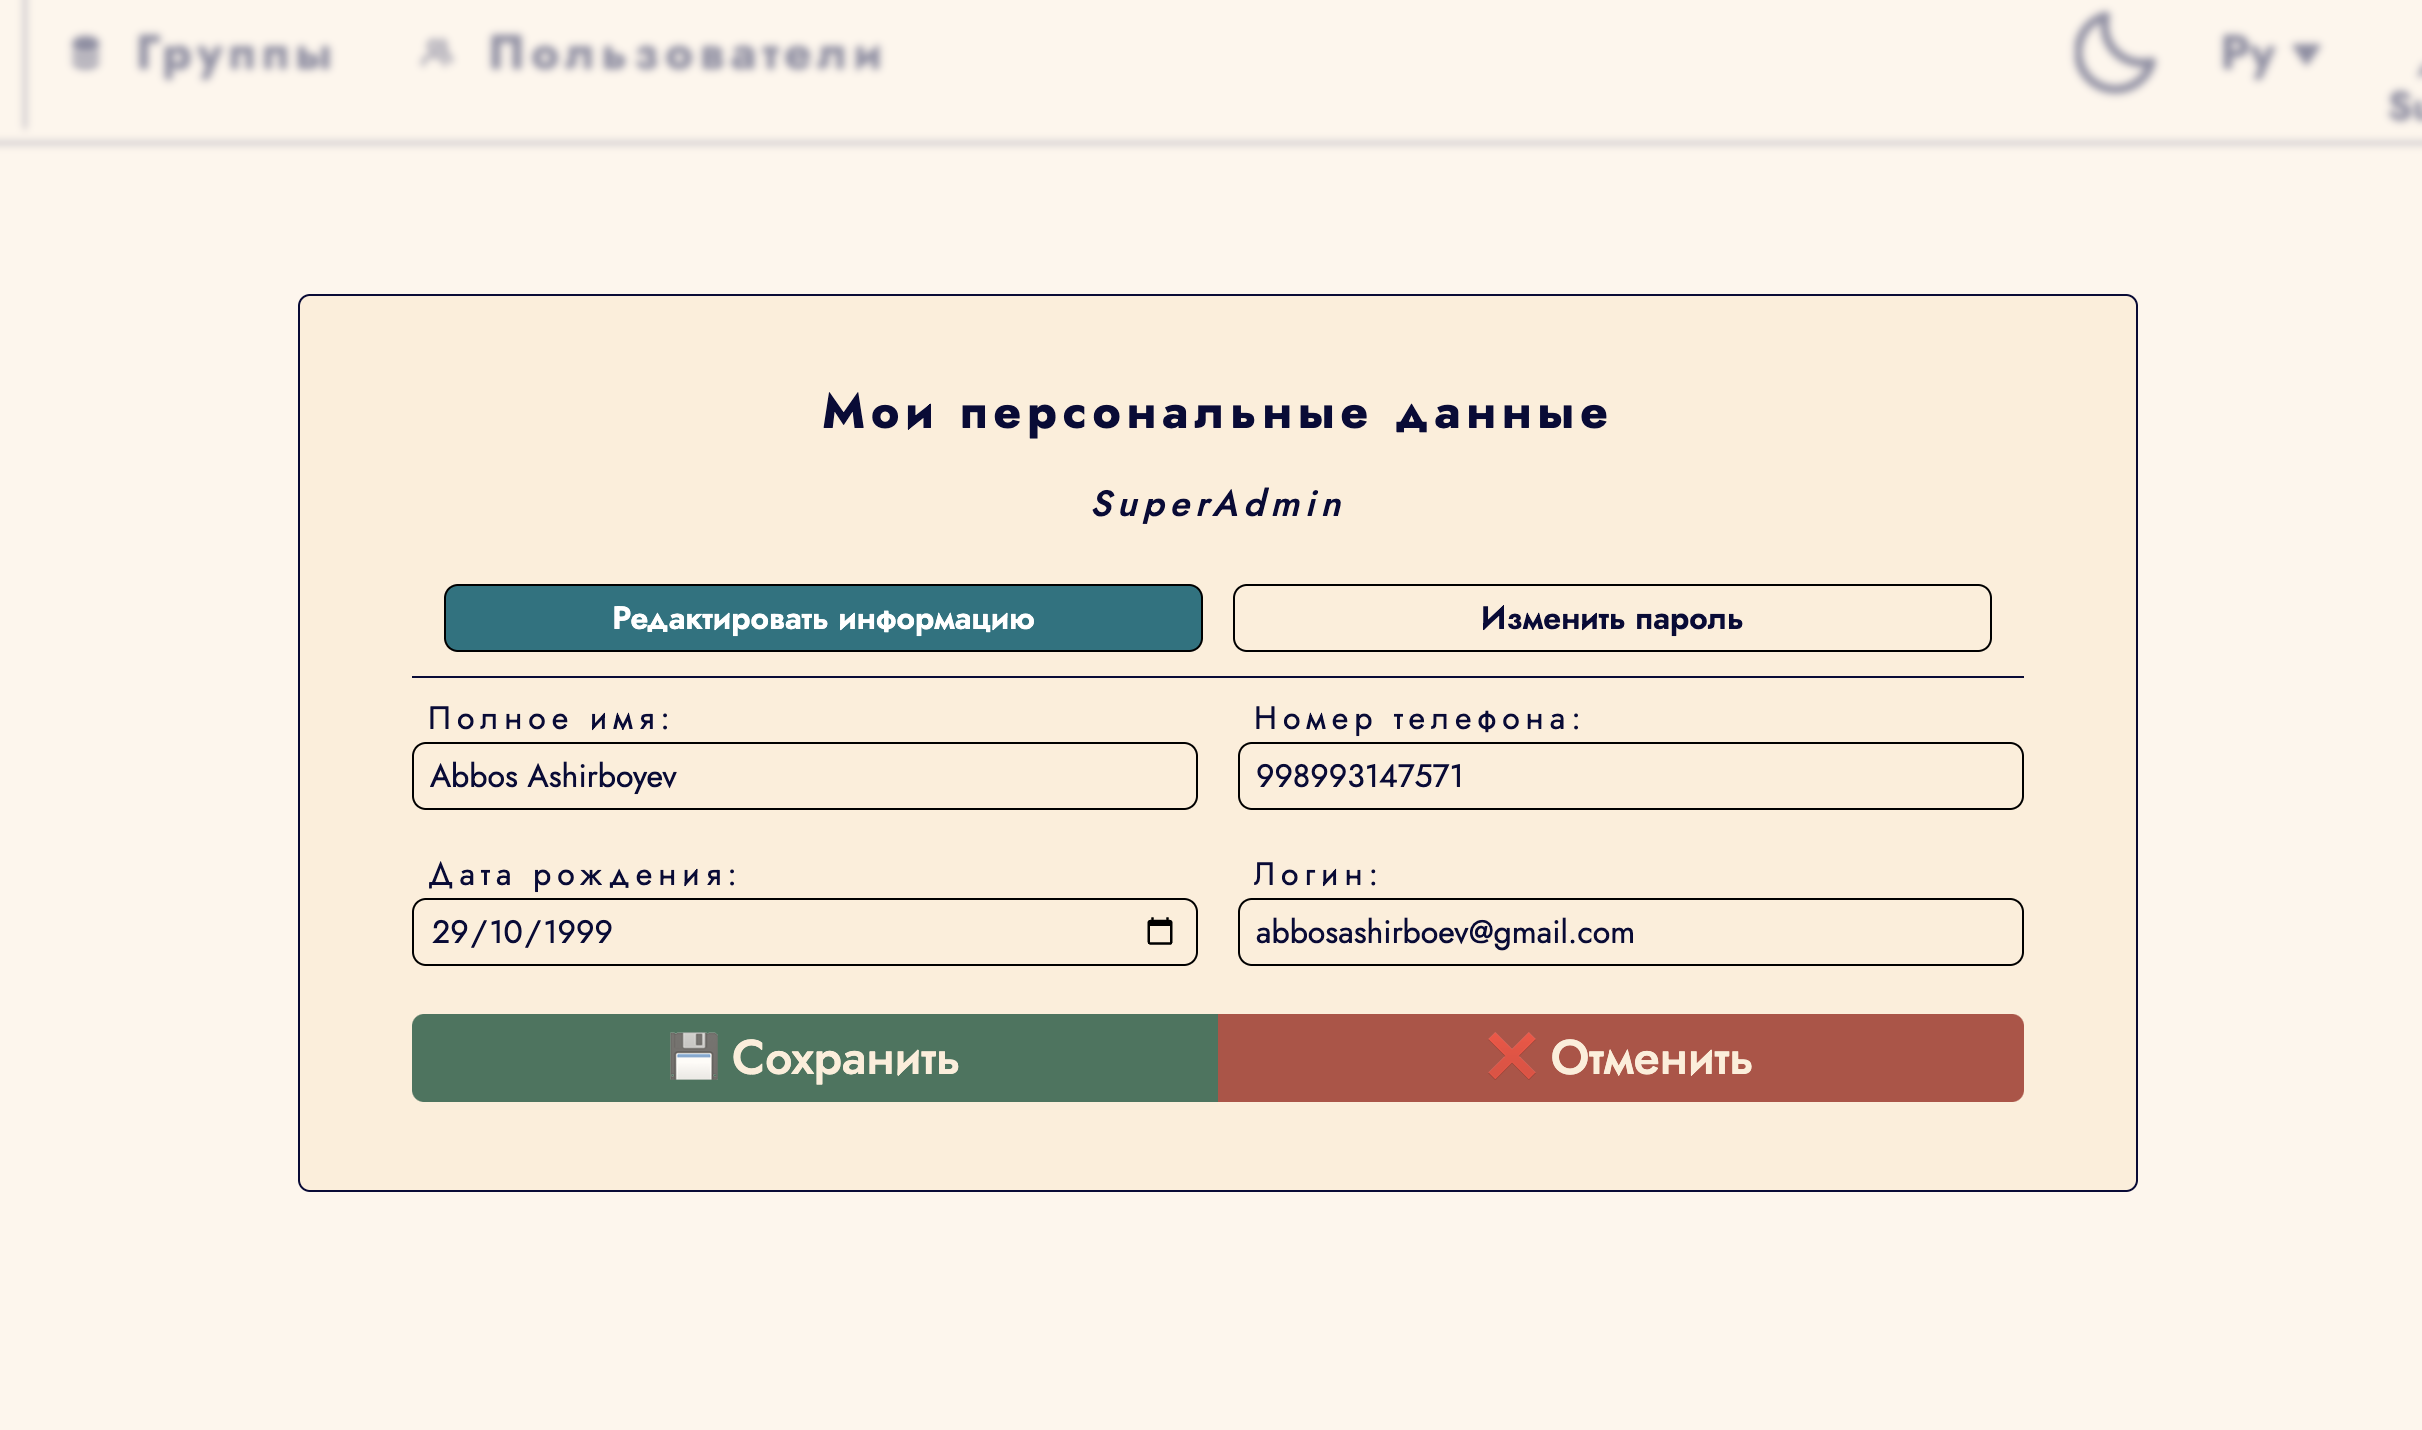 Группы Пользователи Ру
Мои персональные данные
SuperAdmin
Редактировать информацию Изменить пароль
Полное имя: Номер телефона:
Abbos Ashirboyev 998993147571
Дата рождения: Логин:
29/10/1999 abbosashirboev@gmail.com
Сохранить Отменить